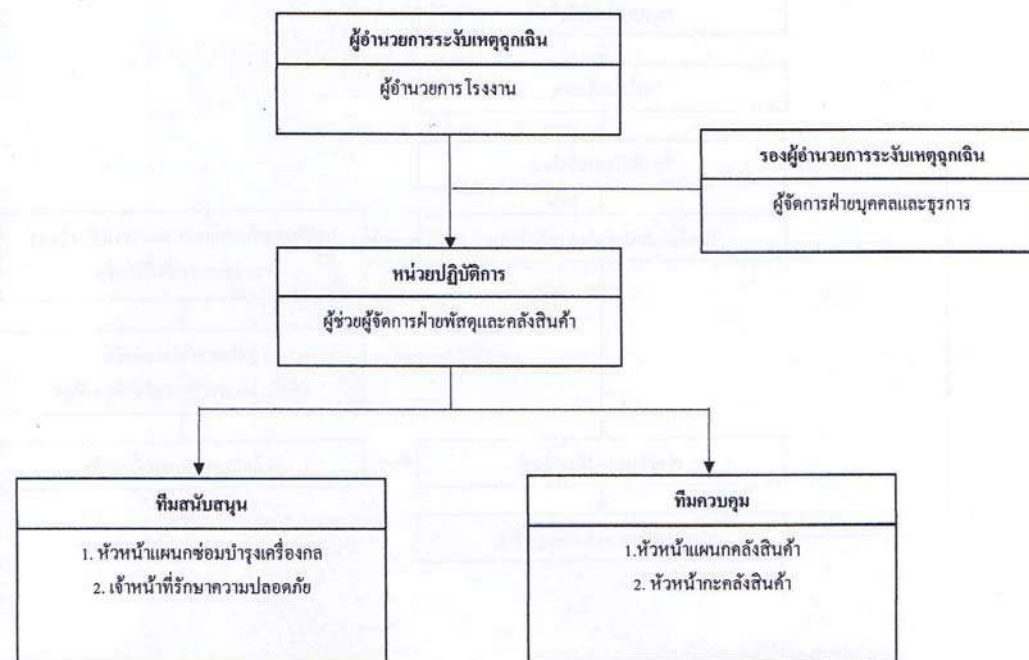 ผู้อำนวยการระงับเหตุฉุกเฉิน
ผู้อำนวยการโรงงาน
รองผู้อำนวยการระงับเหตุฉุกเฉิน
ผู้จัดการฝ่ายบุคคลและธุรการ
หน่วยปฏิบัติการ
ผู้ช่วยผู้จัดการฝ่ายพัสดุและคลังสินค้า
ทีมสนับสนุน
1. หัวหน้าแผนกซ่อมบำรุงเครื่องกล
2. เจ้าหน้าที่รักษาความปลอดภัย
ทีมควบคุม
1.หัวหน้าแผนกคลังสินค้า
2. หัวหน้ากะคลังสินค้า